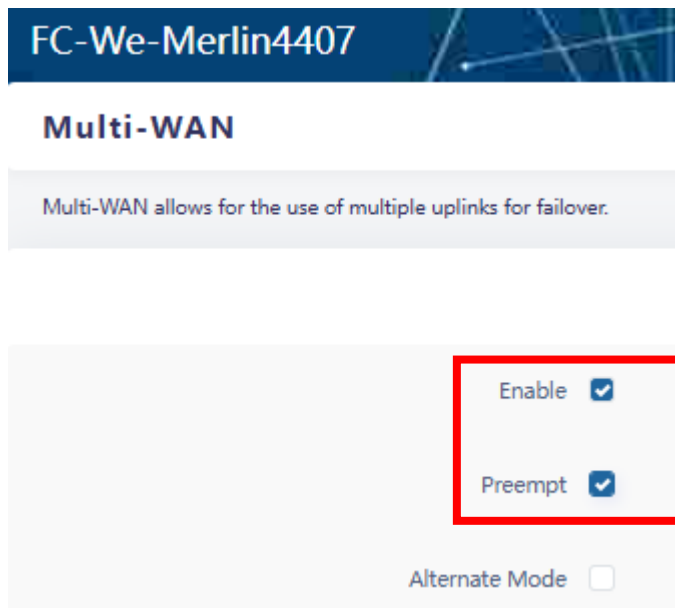 FC-We-Merlin4407
Multi-WAN
Multi-WAN allows for the use of multiple uplinks for failover.
Enable
Preempt
Alternate Mode